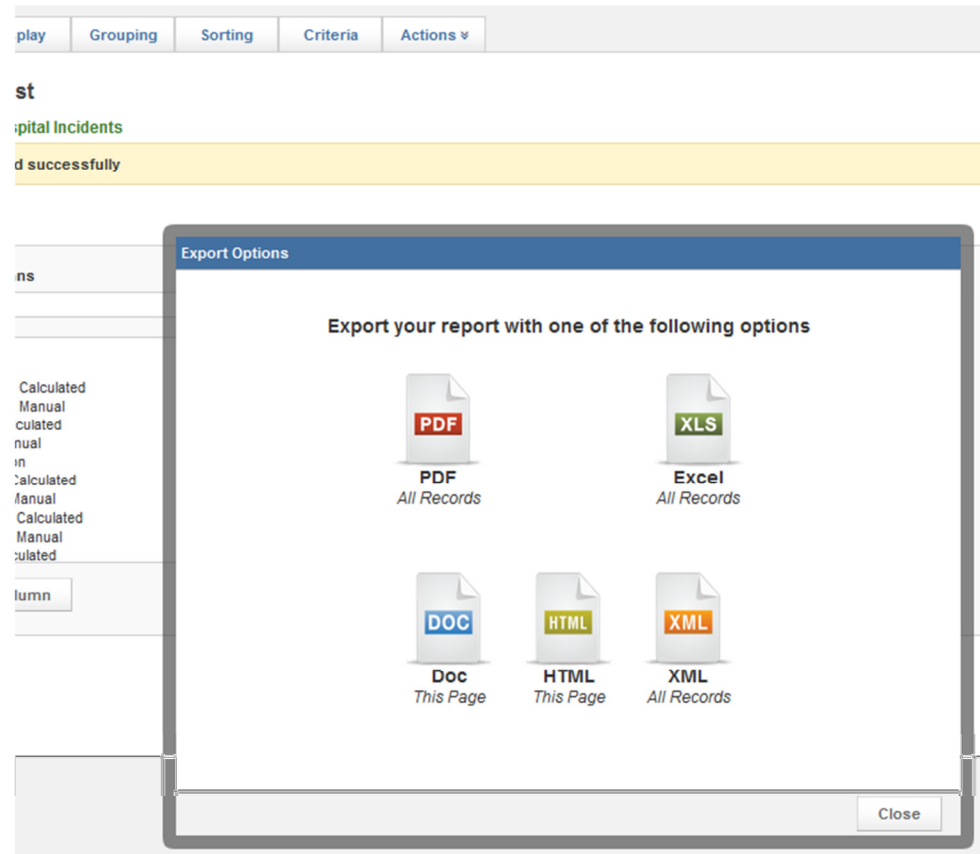 play Grouping Sorting Criteria Actions
st
spital Incidents
d successfully
Export Options
ns
Export your report with one of the following options
Calculated
Manual
culated
nual
on
Calculated
Manual
Calculated
Manual
culated
lumn
PDF XLS
PDF Excel
All Records All Records
DOC HTML XML
Doc HTML XML
This Page This Page All Records
Close